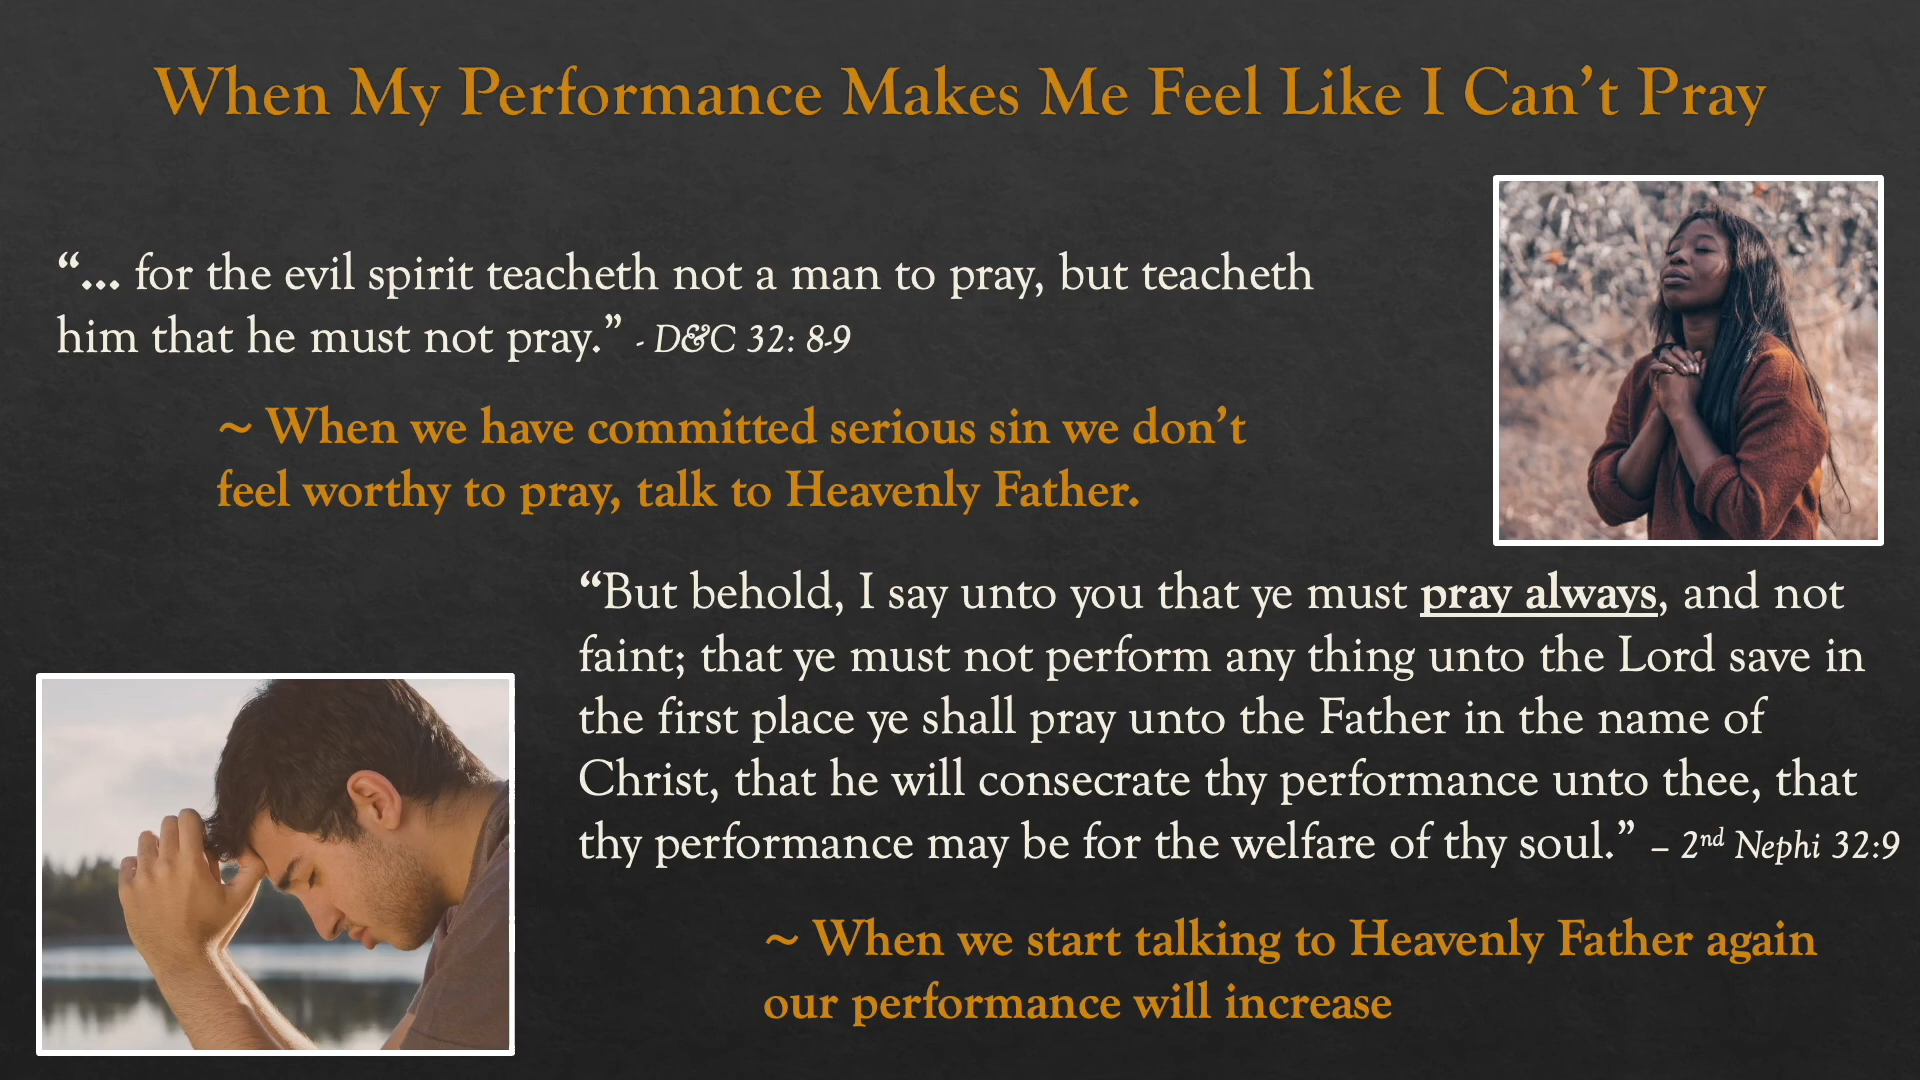 When My Performance Makes Me Feel Like I Can’t Pray
“... for the evil spirit teacheth not a man to pray, but teacheth
him that he must not pray.” - D&C 32: 8-9
~ When we have committed serious sin we don’t
feel worthy to pray, talk to Heavenly Father.
“But behold, I say unto you that ye must pray always, and not
faint; that ye must not perform any thing unto the Lord save in
the first place ye shall pray unto the Father in the name of
Christ, that he will consecrate thy performance unto thee, that
thy performance may be for the welfare of thy soul.” – 2nd Nephi 32:9
~ When we start talking to Heavenly Father again
our performance will increase